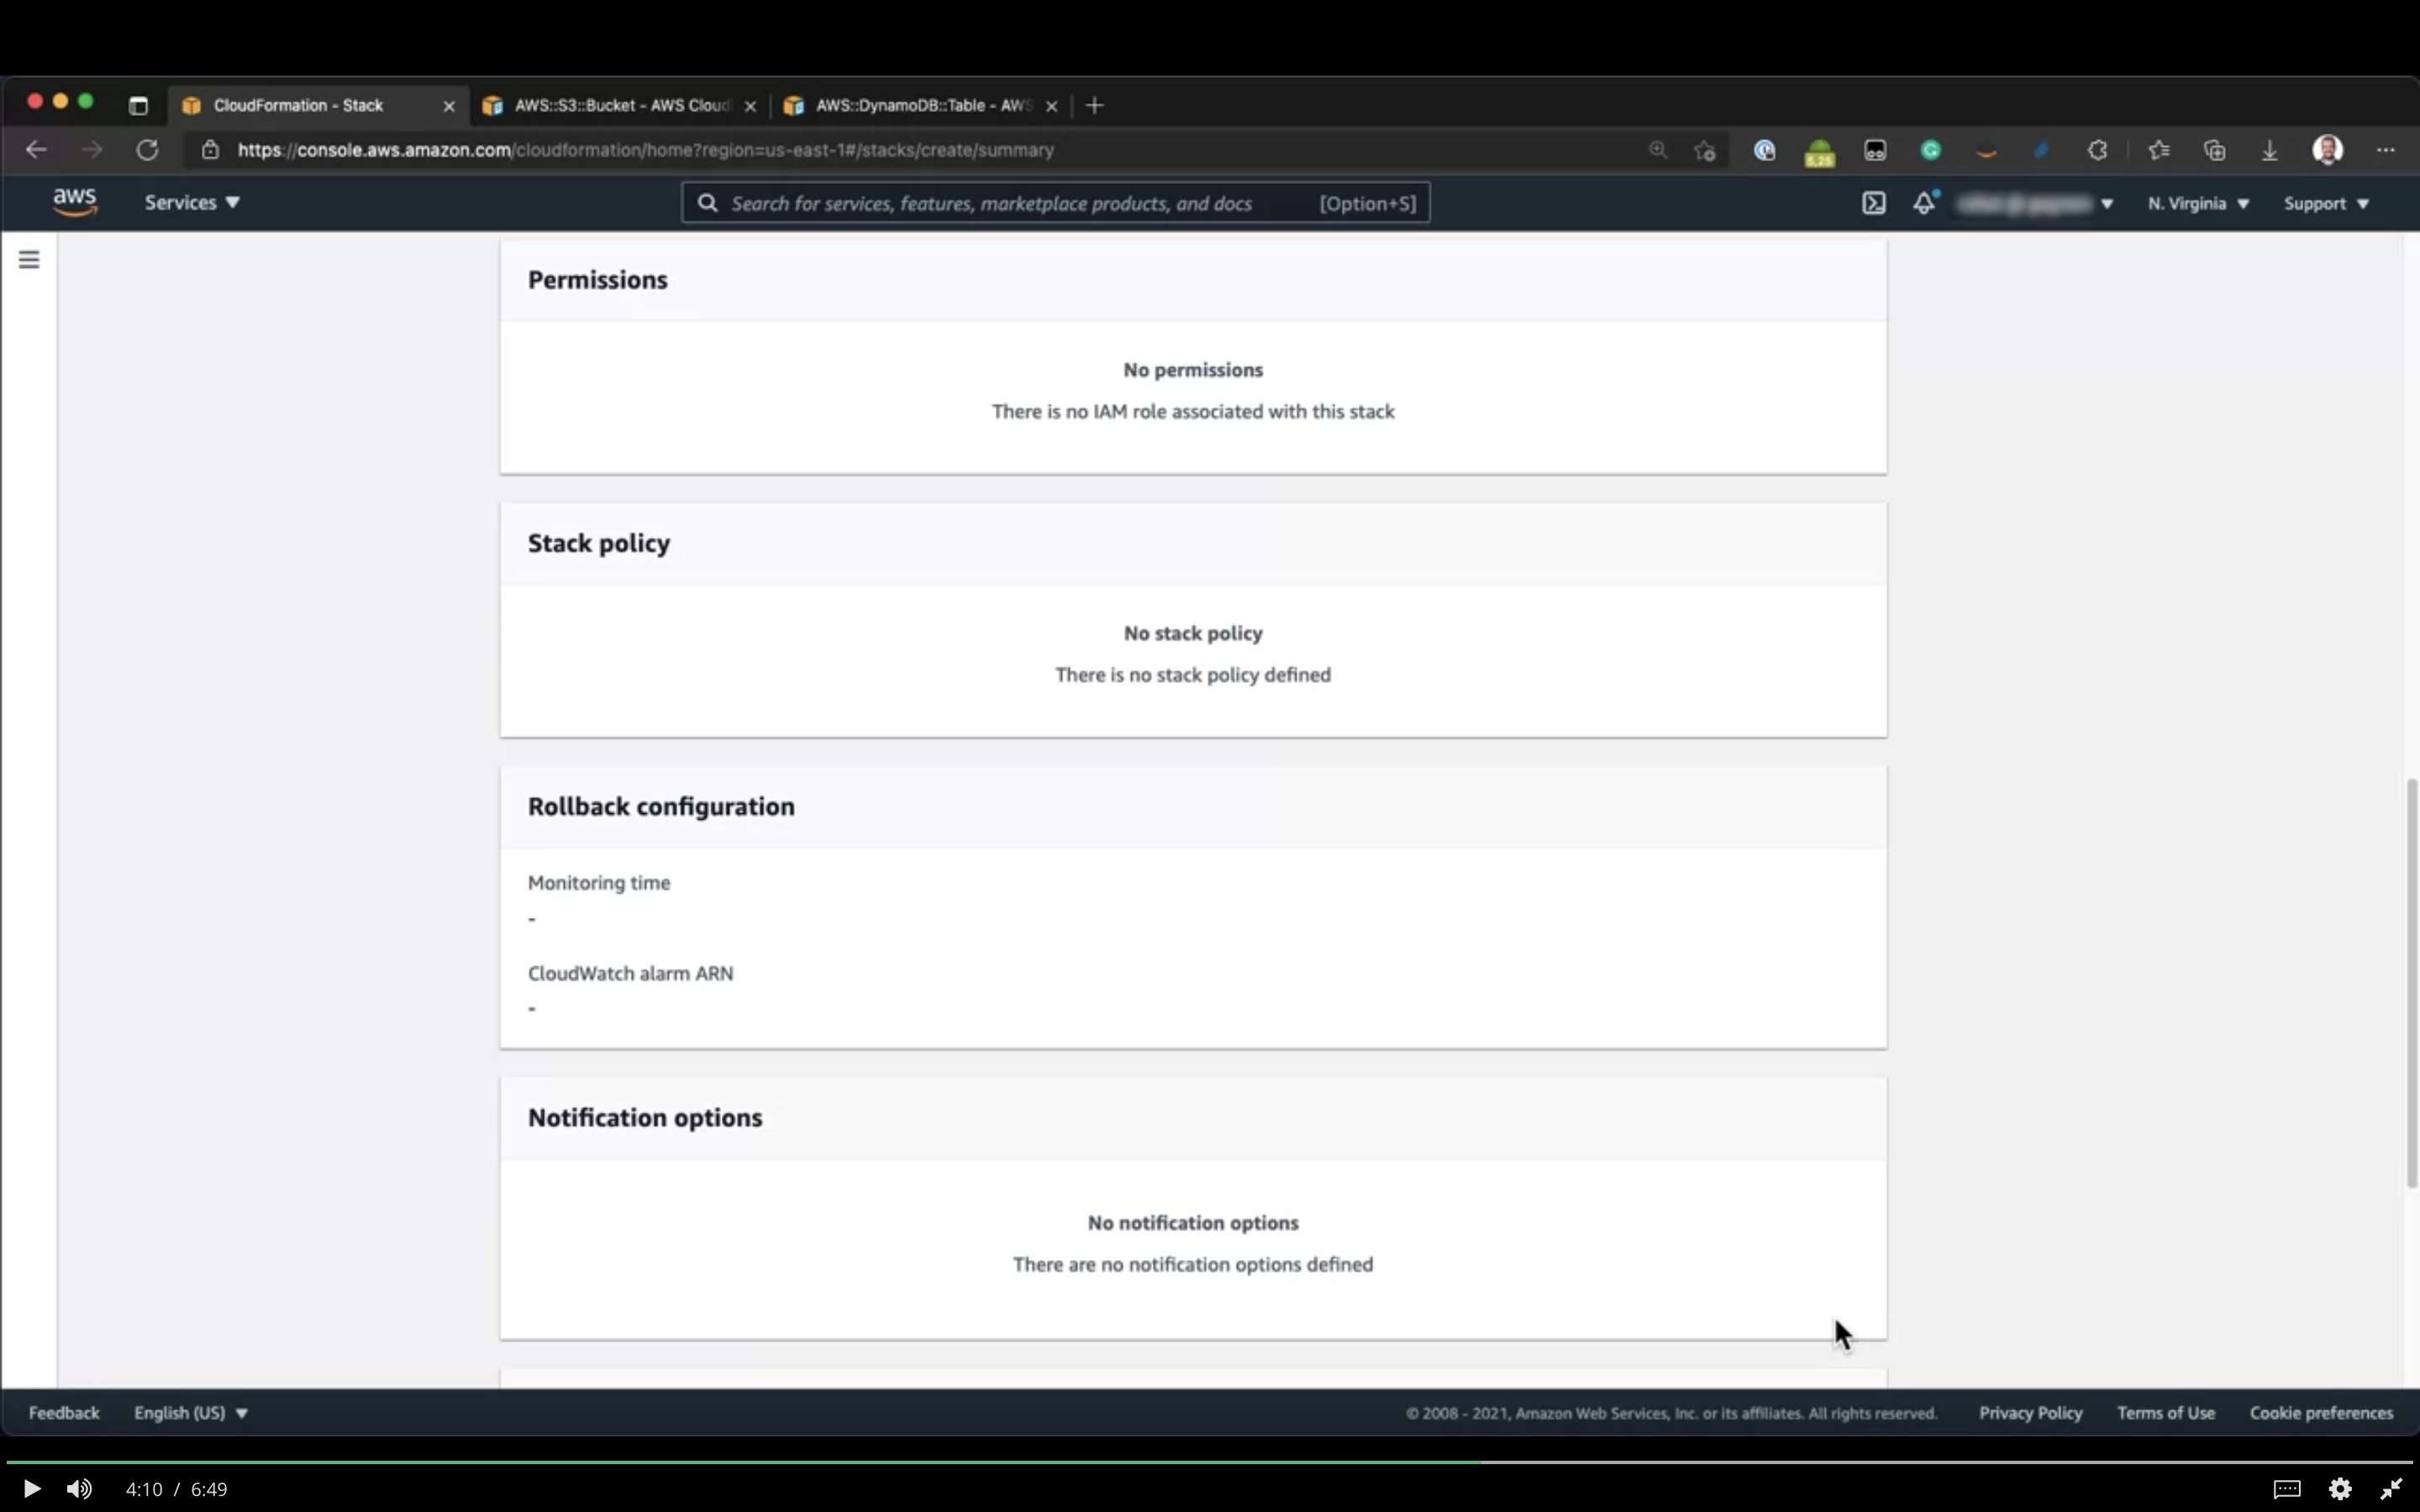 CloudFormation - Stack
AWS::S3::Bucket - AWS Cloud
AWS::DynamoDB::Table - AWS
https://console.aws.amazon.com/cloudformation/home?region=us-east-1#/stacks/create/summary
5,25
aws
Services
Search for services, features, marketplace products, and docs
[Option+S]
N. Virginia
Support
Permissions
No permissions
There is no IAM role associated with this stack
Stack policy
No stack policy
There is no stack policy defined
Rollback configuration
Monitoring time
-
CloudWatch alarm ARN
-
Notification options
No notification options
There are no notification options defined
Feedback
English (US)
© 2008 - 2021, Amazon Web Services, Inc. or its affiliates. All rights reserved.
Privacy Policy
Terms of Use
Cookie preferences
4:10 / 6:49